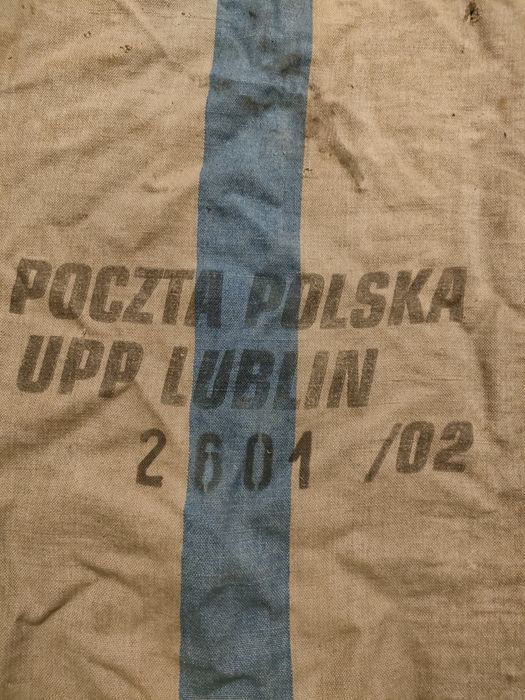 POCZTA POLSKA
UPP LUBLIN
2601 /02